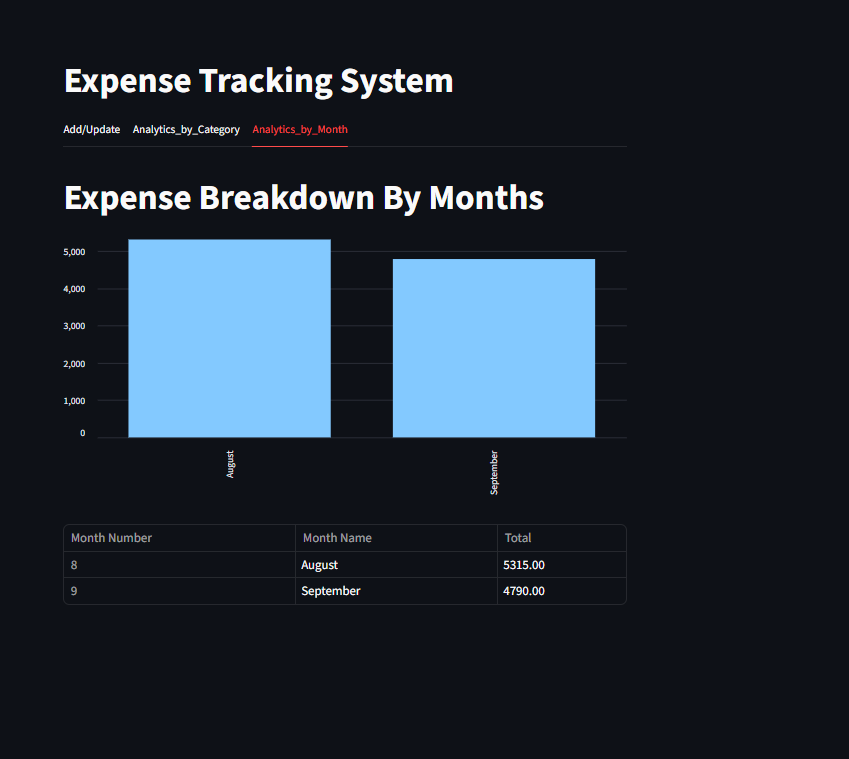 Expense Tracking System
Add/Update Analytics_by_Category Analytics_by_Month
Expense Breakdown By Months
5,000
4,000
3,000
2,000
1,000
0
August
September
Month Number Month Name Total
8 August 5315.00
9 September 4790.00